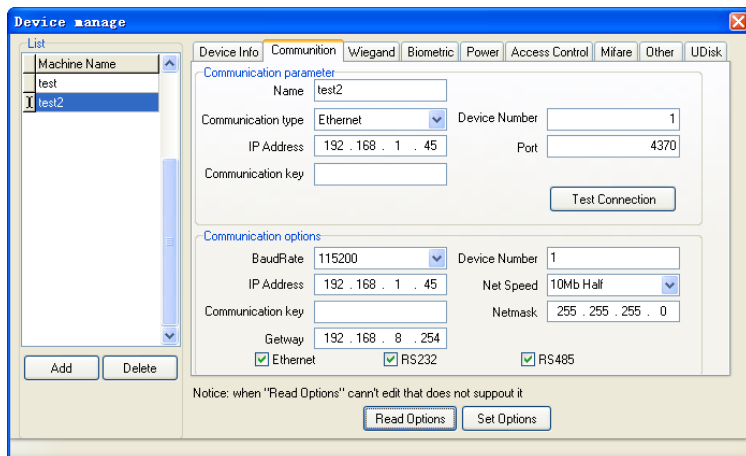 Device manage
List
Machine Name
test
test2
Add
Delete
Device Info Communition Wiegand Biometric Power Access Control Mifare Other UDisk
Communication parameter
Name test2
Communication type Ethernet Device Number 1
IP Address 192 . 168 . 1 . 45 Port 4370
Communication key
Test Connection
Communication options
BaudRate 115200 Device Number 1
IP Address 192 . 168 . 1 . 45 Net Speed 10Mb Half
Communication key Netmask 255 . 255 . 255 . 0
Getway 192 . 168 . 8 . 254
Ethernet RS232 RS485
Notice: when "Read Options" cann't edit that does not suppout it
Read Options Set Options